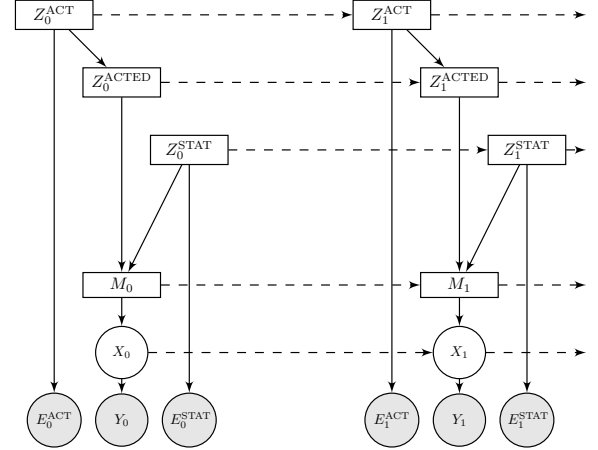 Z_0^ACT Z_1^ACT
Z_0^ACTED Z_1^ACTED
Z_0^STAT Z_1^STAT
M_0 M_1
X_0 X_1
E_0^ACT Y_0 E_0^STAT E_1^ACT Y_1 E_1^STAT